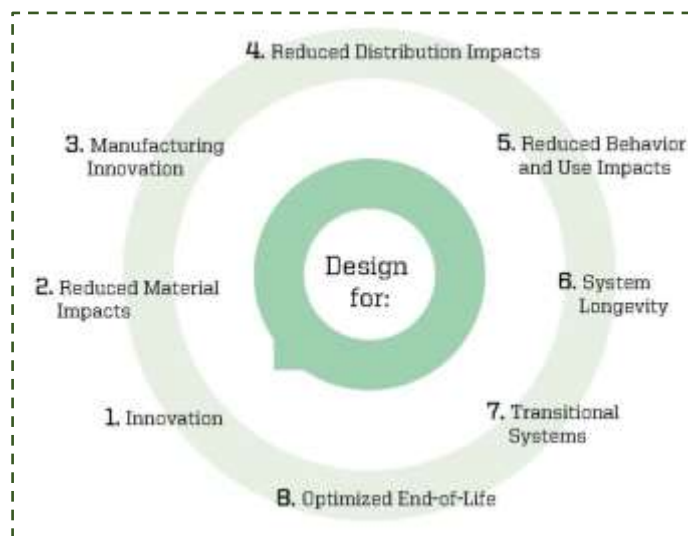 4. Reduced Distribution Impacts
3. Manufacturing
Innovation
5. Reduced Behavior
and Use Impacts
Design
for:
2. Reduced Material
Impacts
6. System
Longevity
1. Innovation
7. Transitional
Systems
8. Optimized End-of-Life